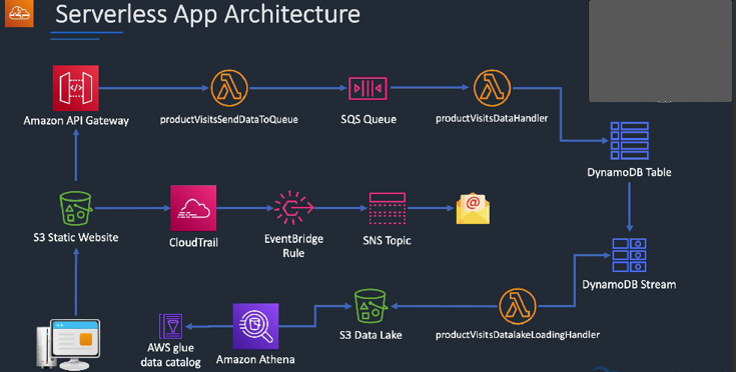 Serverless App Architecture
Amazon API Gateway
productVisitsSendDataToQueue
SQS Queue
productVisitsDataHandler
DynamoDB Table
S3 Static Website
CloudTrail
EventBridge
Rule
SNS Topic
DynamoDB Stream
AWS glue
data catalog
Amazon Athena
S3 Data Lake
productVisitsDatalakeLoadingHandler